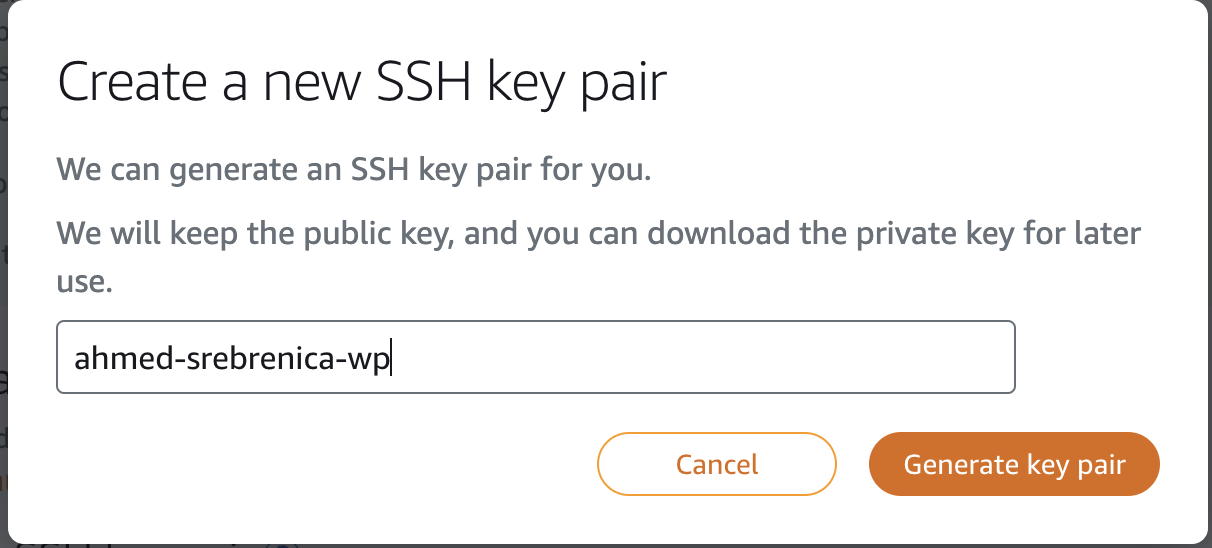 Create a new SSH key pair
We can generate an SSH key pair for you.
We will keep the public key, and you can download the private key for later
use.
ahmed-srebrenica-wp
Cancel
Generate key pair